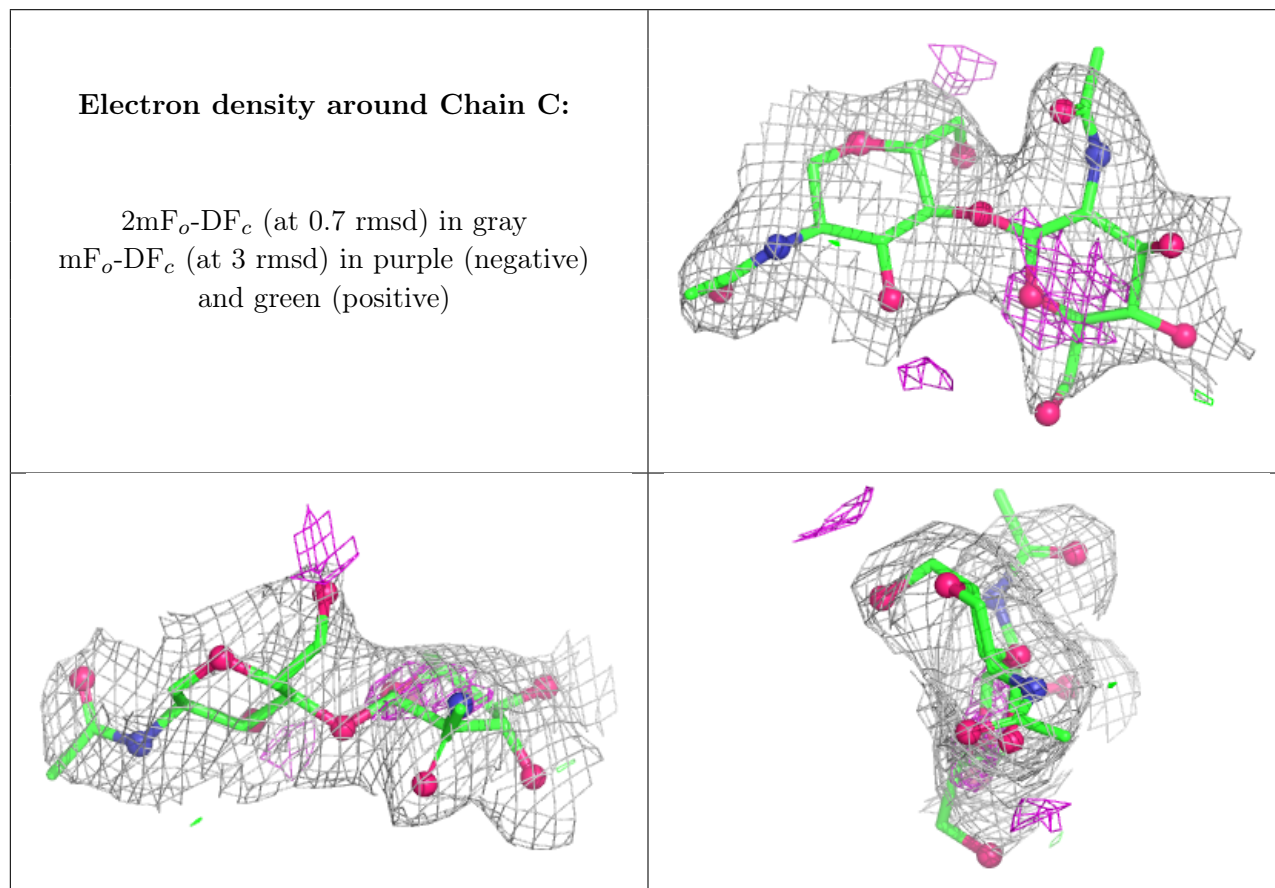 Electron density around Chain C:
2mFₒ-DF𝒸 (at 0.7 rmsd) in gray
mFₒ-DF𝒸 (at 3 rmsd) in purple (negative)
and green (positive)